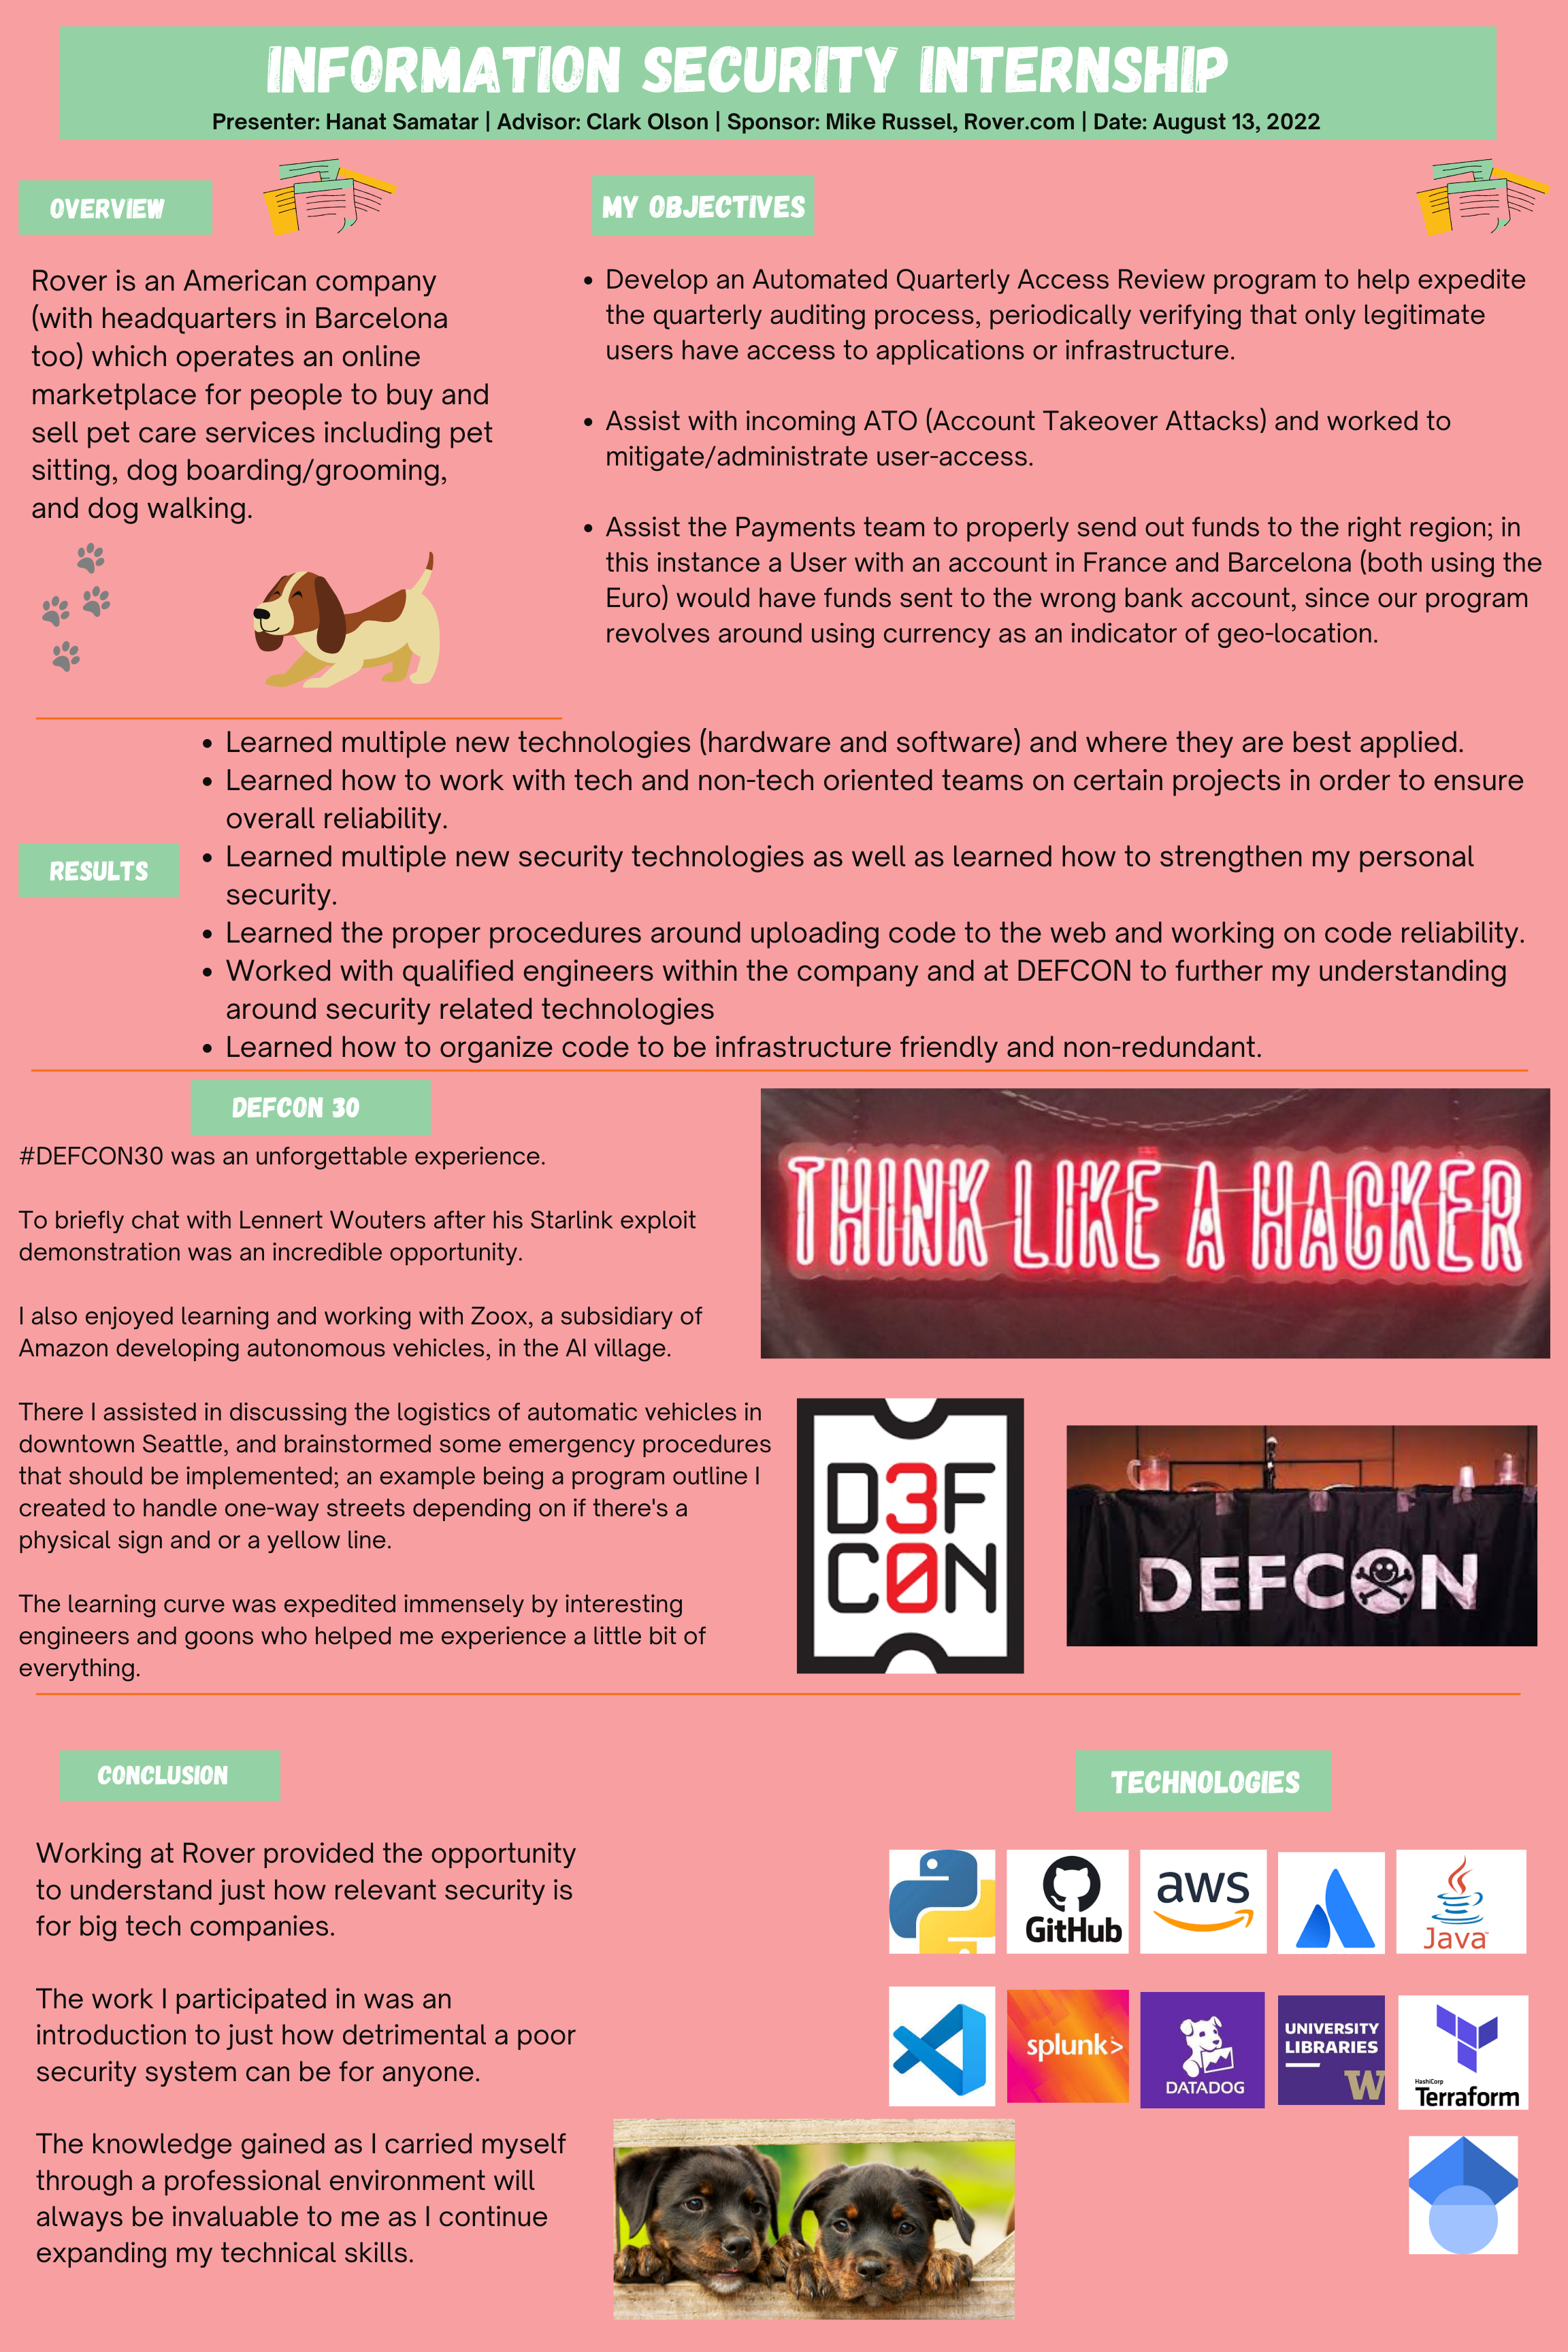 INFORMATION SECURITY INTERNSHIP
Presenter: Hanat Samatar | Advisor: Clark Olson | Sponsor: Mike Russel, Rover.com | Date: August 13, 2022
OVERVIEW
Rover is an American company
(with headquarters in Barcelona
too) which operates an online
marketplace for people to buy and
sell pet care services including pet
sitting, dog boarding/grooming,
and dog walking.
MY OBJECTIVES
• Develop an Automated Quarterly Access Review program to help expedite
the quarterly auditing process, periodically verifying that only legitimate
users have access to applications or infrastructure.
• Assist with incoming ATO (Account Takeover Attacks) and worked to
mitigate/administrate user-access.
• Assist the Payments team to properly send out funds to the right region; in
this instance a User with an account in France and Barcelona (both using the
Euro) would have funds sent to the wrong bank account, since our program
revolves around using currency as an indicator of geo-location.
RESULTS
• Learned multiple new technologies (hardware and software) and where they are best applied.
• Learned how to work with tech and non-tech oriented teams on certain projects in order to ensure
overall reliability.
• Learned multiple new security technologies as well as learned how to strengthen my personal
security.
• Learned the proper procedures around uploading code to the web and working on code reliability.
• Worked with qualified engineers within the company and at DEFCON to further my understanding
around security related technologies
• Learned how to organize code to be infrastructure friendly and non-redundant.
DEFCON 30
#DEFCON30 was an unforgettable experience.
To briefly chat with Lennert Wouters after his Starlink exploit
demonstration was an incredible opportunity.
I also enjoyed learning and working with Zoox, a subsidiary of
Amazon developing autonomous vehicles, in the AI village.
There I assisted in discussing the logistics of automatic vehicles in
downtown Seattle, and brainstormed some emergency procedures
that should be implemented; an example being a program outline I
created to handle one-way streets depending on if there's a
physical sign and or a yellow line.
The learning curve was expedited immensely by interesting
engineers and goons who helped me experience a little bit of
everything.
THINK LIKE A HACKER
D3F
C0N
DEFCON
CONCLUSION
Working at Rover provided the opportunity
to understand just how relevant security is
for big tech companies.
The work I participated in was an
introduction to just how detrimental a poor
security system can be for anyone.
The knowledge gained as I carried myself
through a professional environment will
always be invaluable to me as I continue
expanding my technical skills.
TECHNOLOGIES
GitHub
aws
Java™
splunk>
DATADOG
UNIVERSITY
LIBRARIES
W
HashiCorp
Terraform